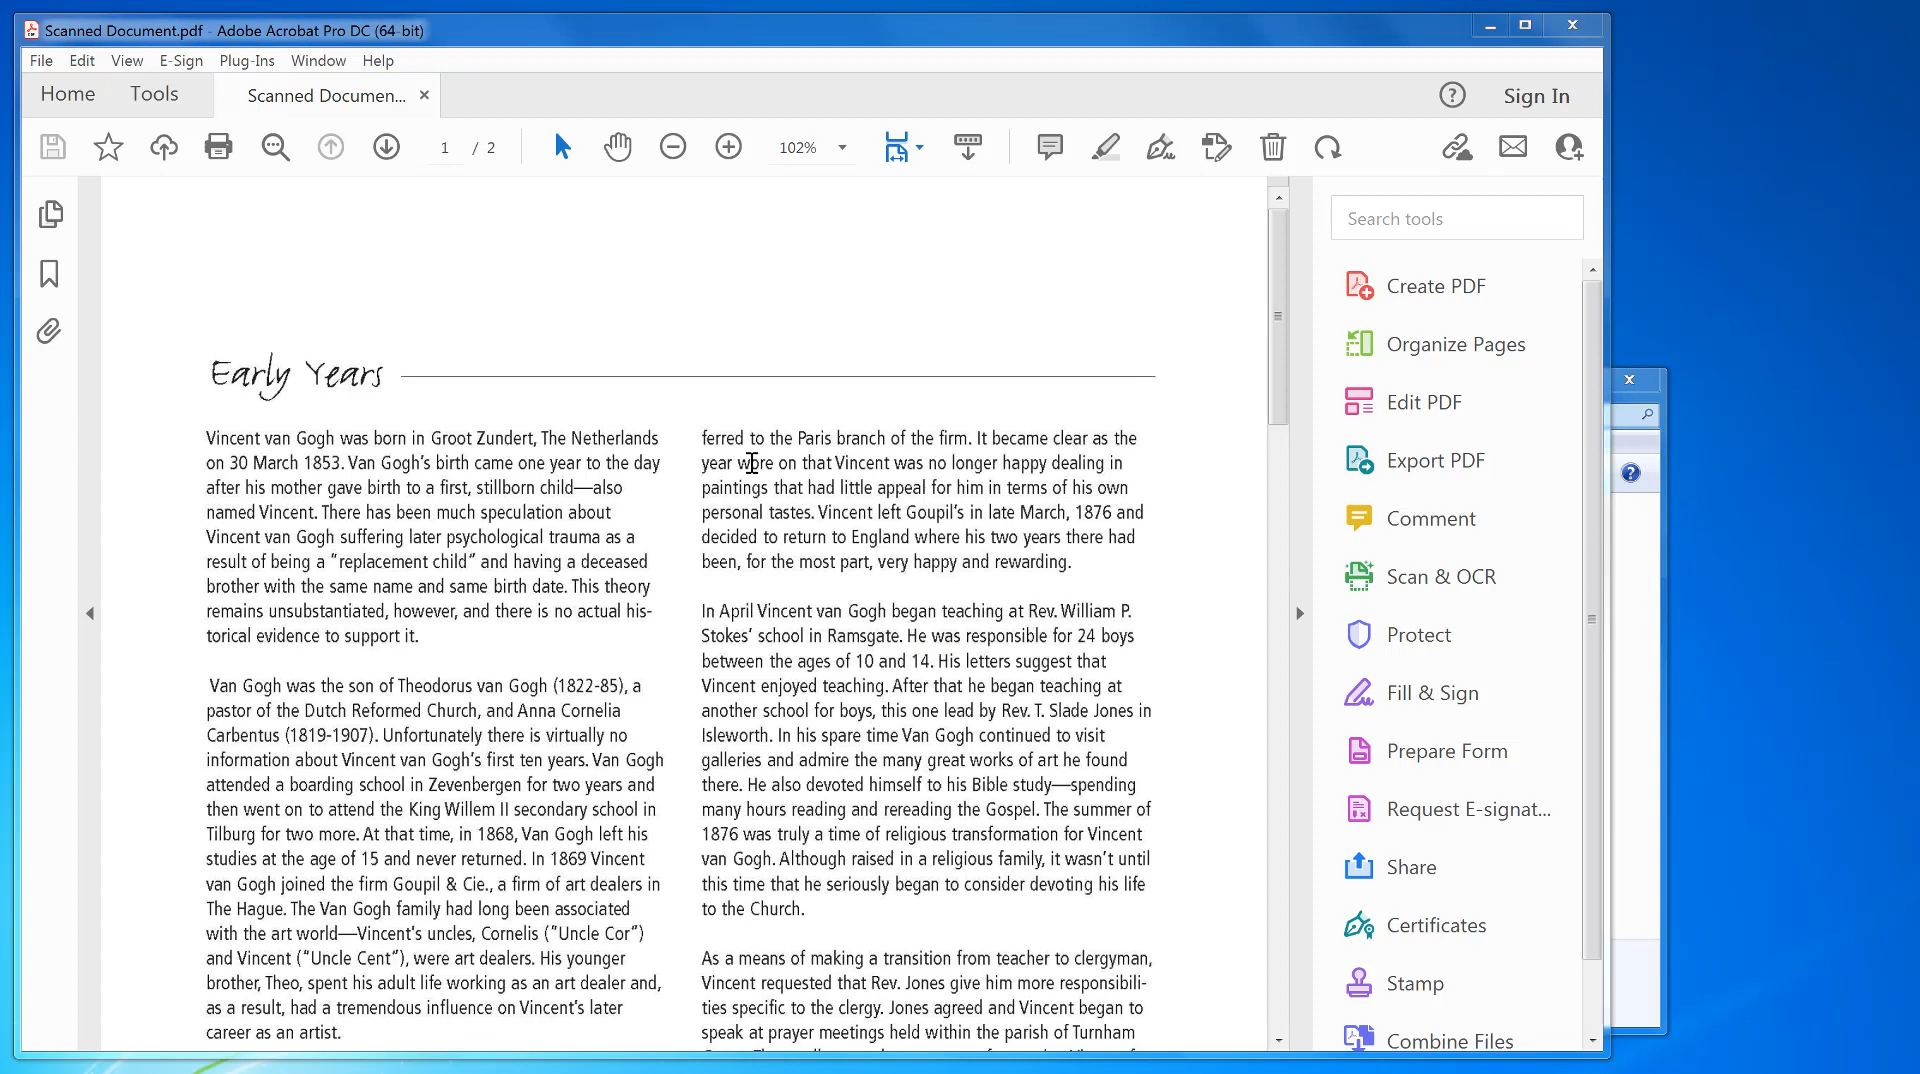 Scanned Document.pdf - Adobe Acrobat Pro DC (64-bit)
File Edit View E-Sign Plug-Ins Window Help
Home Tools Scanned Documen... Sign In
1 / 2 102%
Early Years
Vincent van Gogh was born in Groot Zundert, The Netherlands
on 30 March 1853. Van Gogh's birth came one year to the day
after his mother gave birth to a first, stillborn child—also
named Vincent. There has been much speculation about
Vincent van Gogh suffering later psychological trauma as a
result of being a "replacement child" and having a deceased
brother with the same name and same birth date. This theory
remains unsubstantiated, however, and there is no actual his-
torical evidence to support it.
Van Gogh was the son of Theodorus van Gogh (1822-85), a
pastor of the Dutch Reformed Church, and Anna Cornelia
Carbentus (1819-1907). Unfortunately there is virtually no
information about Vincent van Gogh's first ten years. Van Gogh
attended a boarding school in Zevenbergen for two years and
then went on to attend the King Willem II secondary school in
Tilburg for two more. At that time, in 1868, Van Gogh left his
studies at the age of 15 and never returned. In 1869 Vincent
van Gogh joined the firm Goupil & Cie., a firm of art dealers in
The Hague. The Van Gogh family had long been associated
with the art world—Vincent's uncles, Cornelis ("Uncle Cor")
and Vincent ("Uncle Cent"), were art dealers. His younger
brother, Theo, spent his adult life working as an art dealer and,
as a result, had a tremendous influence on Vincent's later
career as an artist.
ferred to the Paris branch of the firm. It became clear as the
year wore on that Vincent was no longer happy dealing in
paintings that had little appeal for him in terms of his own
personal tastes. Vincent left Goupil's in late March, 1876 and
decided to return to England where his two years there had
been, for the most part, very happy and rewarding.
In April Vincent van Gogh began teaching at Rev. William P.
Stokes' school in Ramsgate. He was responsible for 24 boys
between the ages of 10 and 14. His letters suggest that
Vincent enjoyed teaching. After that he began teaching at
another school for boys, this one lead by Rev. T. Slade Jones in
Isleworth. In his spare time Van Gogh continued to visit
galleries and admire the many great works of art he found
there. He also devoted himself to his Bible study—spending
many hours reading and rereading the Gospel. The summer of
1876 was truly a time of religious transformation for Vincent
van Gogh. Although raised in a religious family, it wasn't until
this time that he seriously began to consider devoting his life
to the Church.
As a means of making a transition from teacher to clergyman,
Vincent requested that Rev. Jones give him more responsibili-
ties specific to the clergy. Jones agreed and Vincent began to
speak at prayer meetings held within the parish of Turnham
Search tools
Create PDF
Organize Pages
Edit PDF
Export PDF
Comment
Scan & OCR
Protect
Fill & Sign
Prepare Form
Request E-signat...
Share
Certificates
Stamp
Combine Files